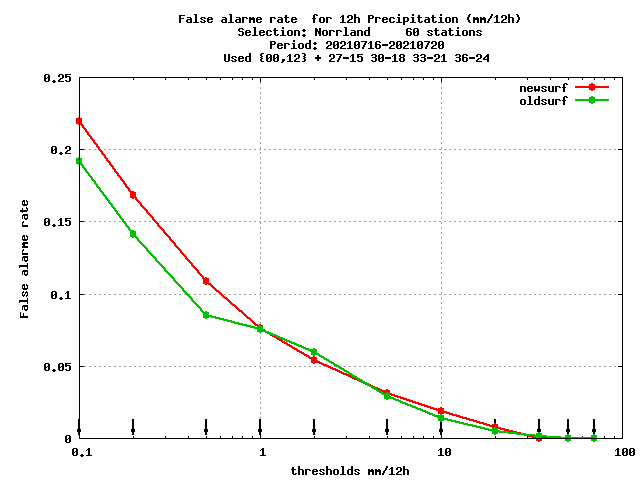 False alarme rate  for 12h Precipitation (mm/12h)
Selection: Norrland     60 stations
Period: 20210716-20210720
Used {00,12} + 27-15 30-18 33-21 36-24
newsurf
oldsurf
0.25
0.2
0.15
0.1
0.05
0
False alarme rate
0.1 1 10 100
thresholds mm/12h